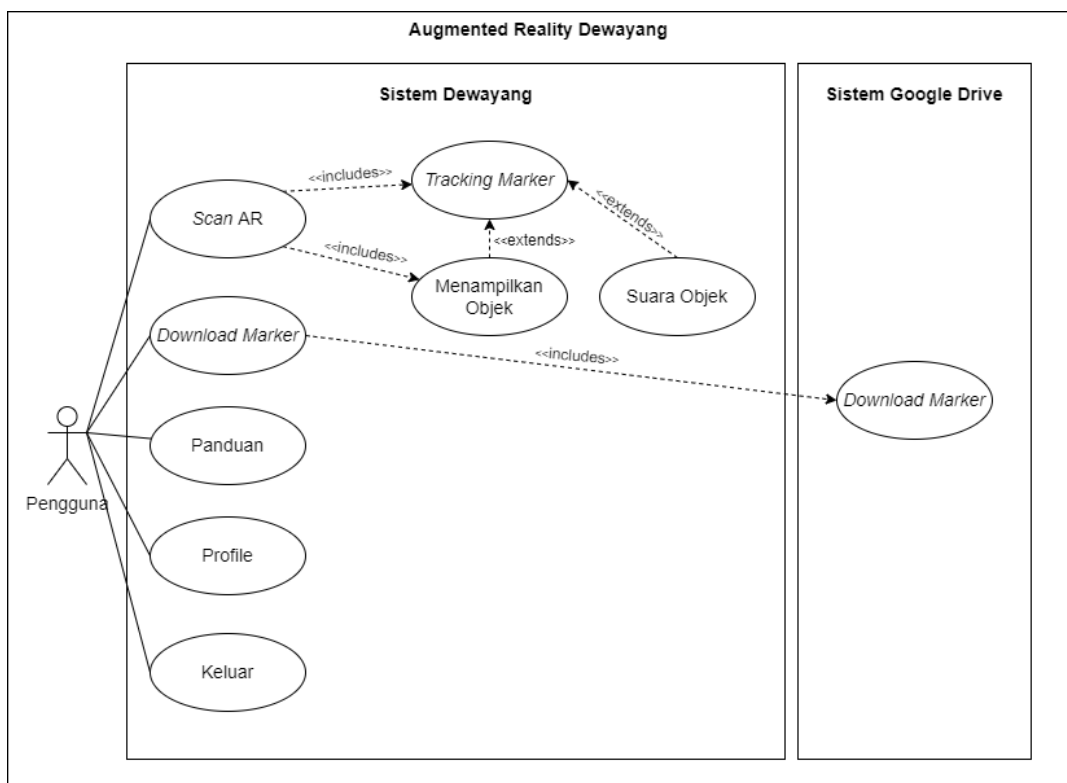 Augmented Reality Dewayang
Sistem Dewayang
Sistem Google Drive
<<includes>>
Tracking Marker
Scan AR
<<extends>>
<<includes>>
<<extends>>
Menampilkan
Objek
Suara Objek
Download Marker
<<includes>>
Download Marker
Panduan
Pengguna
Profile
Keluar